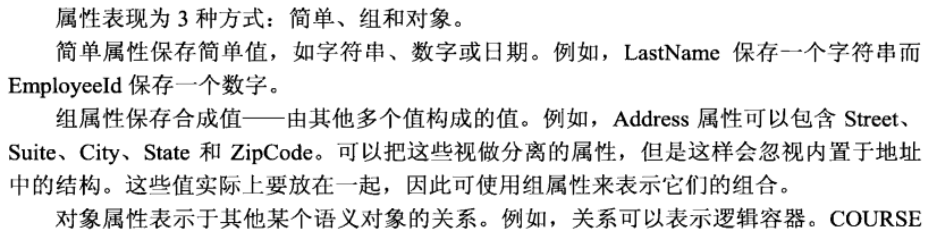 属性表现为 3 种方式：简单、组和对象。
简单属性保存简单值，如字符串、数字或日期。例如，LastName 保存一个字符串而
EmployeeId 保存一个数字。
组属性保存合成值——由其他多个值构成的值。例如，Address 属性可以包含 Street、
Suite、City、State 和 ZipCode。可以把这些视做分离的属性，但是这样会忽视内置于地址
中的结构。这些值实际上要放在一起，因此可使用组属性来表示它们的组合。
对象属性表示于其他某个语义对象的关系。例如，关系可以表示逻辑容器。COURSE